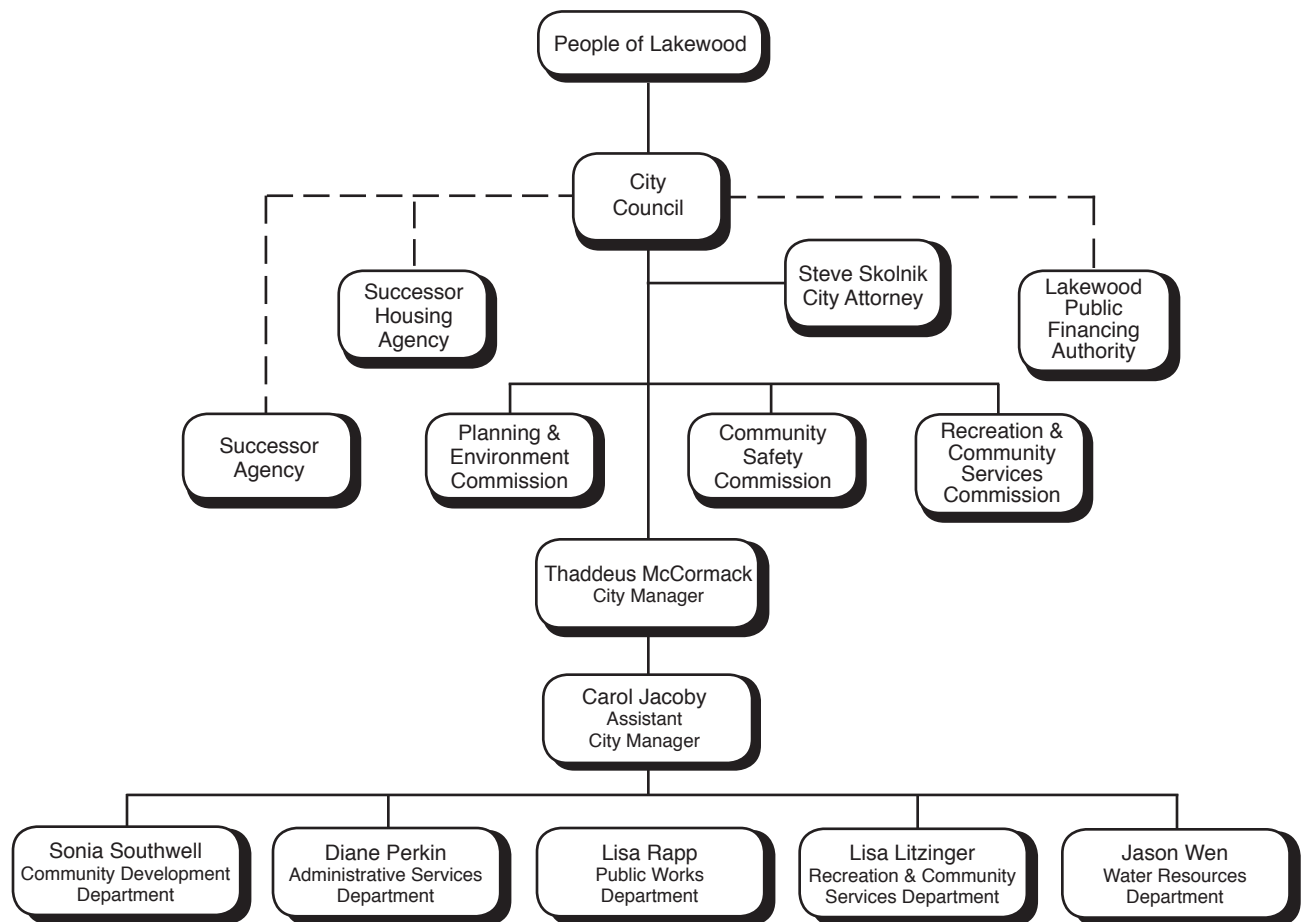 People of Lakewood
City
Council
Steve Skolnik
City Attorney
Successor
Housing
Agency
Lakewood
Public
Financing
Authority
Successor
Agency
Planning &
Environment
Commission
Community
Safety
Commission
Recreation &
Community
Services
Commission
Thaddeus McCormack
City Manager
Carol Jacoby
Assistant
City Manager
Sonia Southwell
Community Development
Department
Diane Perkin
Administrative Services
Department
Lisa Rapp
Public Works
Department
Lisa Litzinger
Recreation & Community
Services Department
Jason Wen
Water Resources
Department